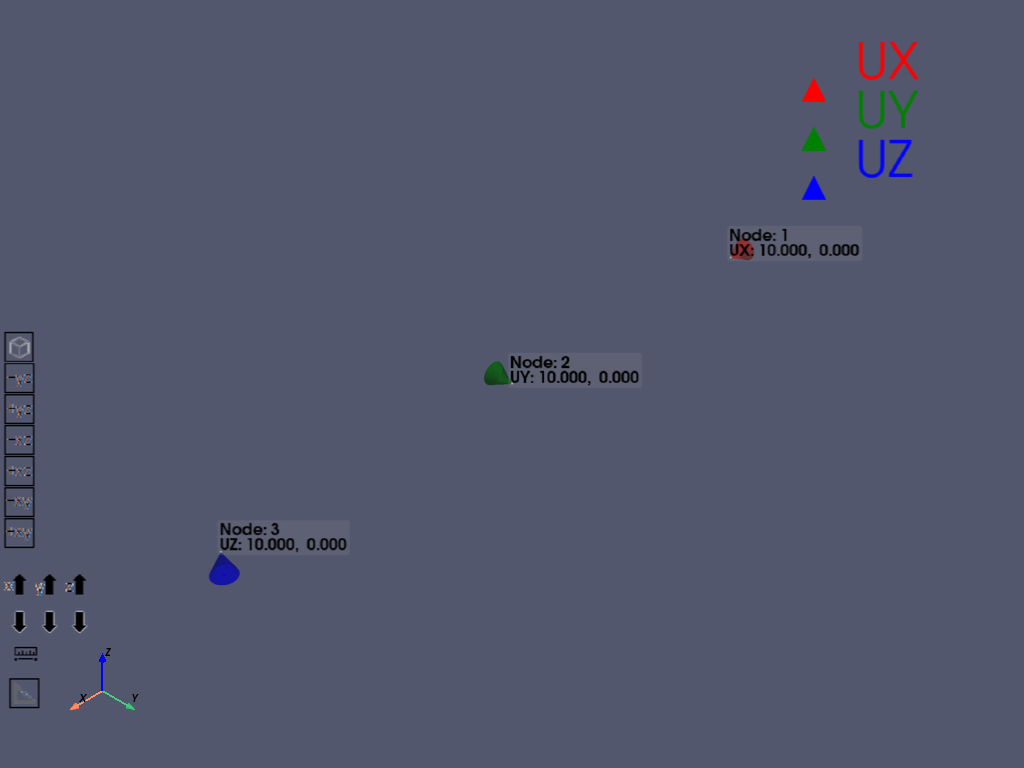 UX
UY
UZ
Node: 1
UX: 10.000, 0.000
Node: 2
UY: 10.000, 0.000
Node: 3
UZ: 10.000, 0.000
-yz
+yz
-xz
+xz
-xy
+xy
x y z
Z
X Y